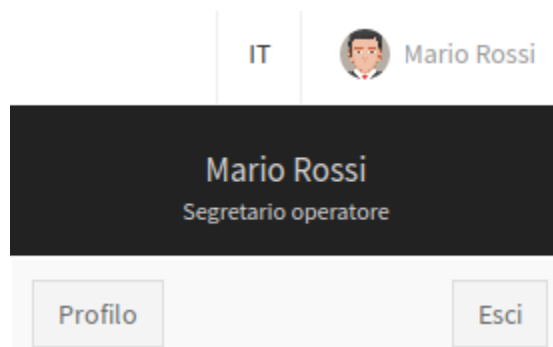 IT Mario Rossi
Mario Rossi
Segretario operatore
Profilo Esci